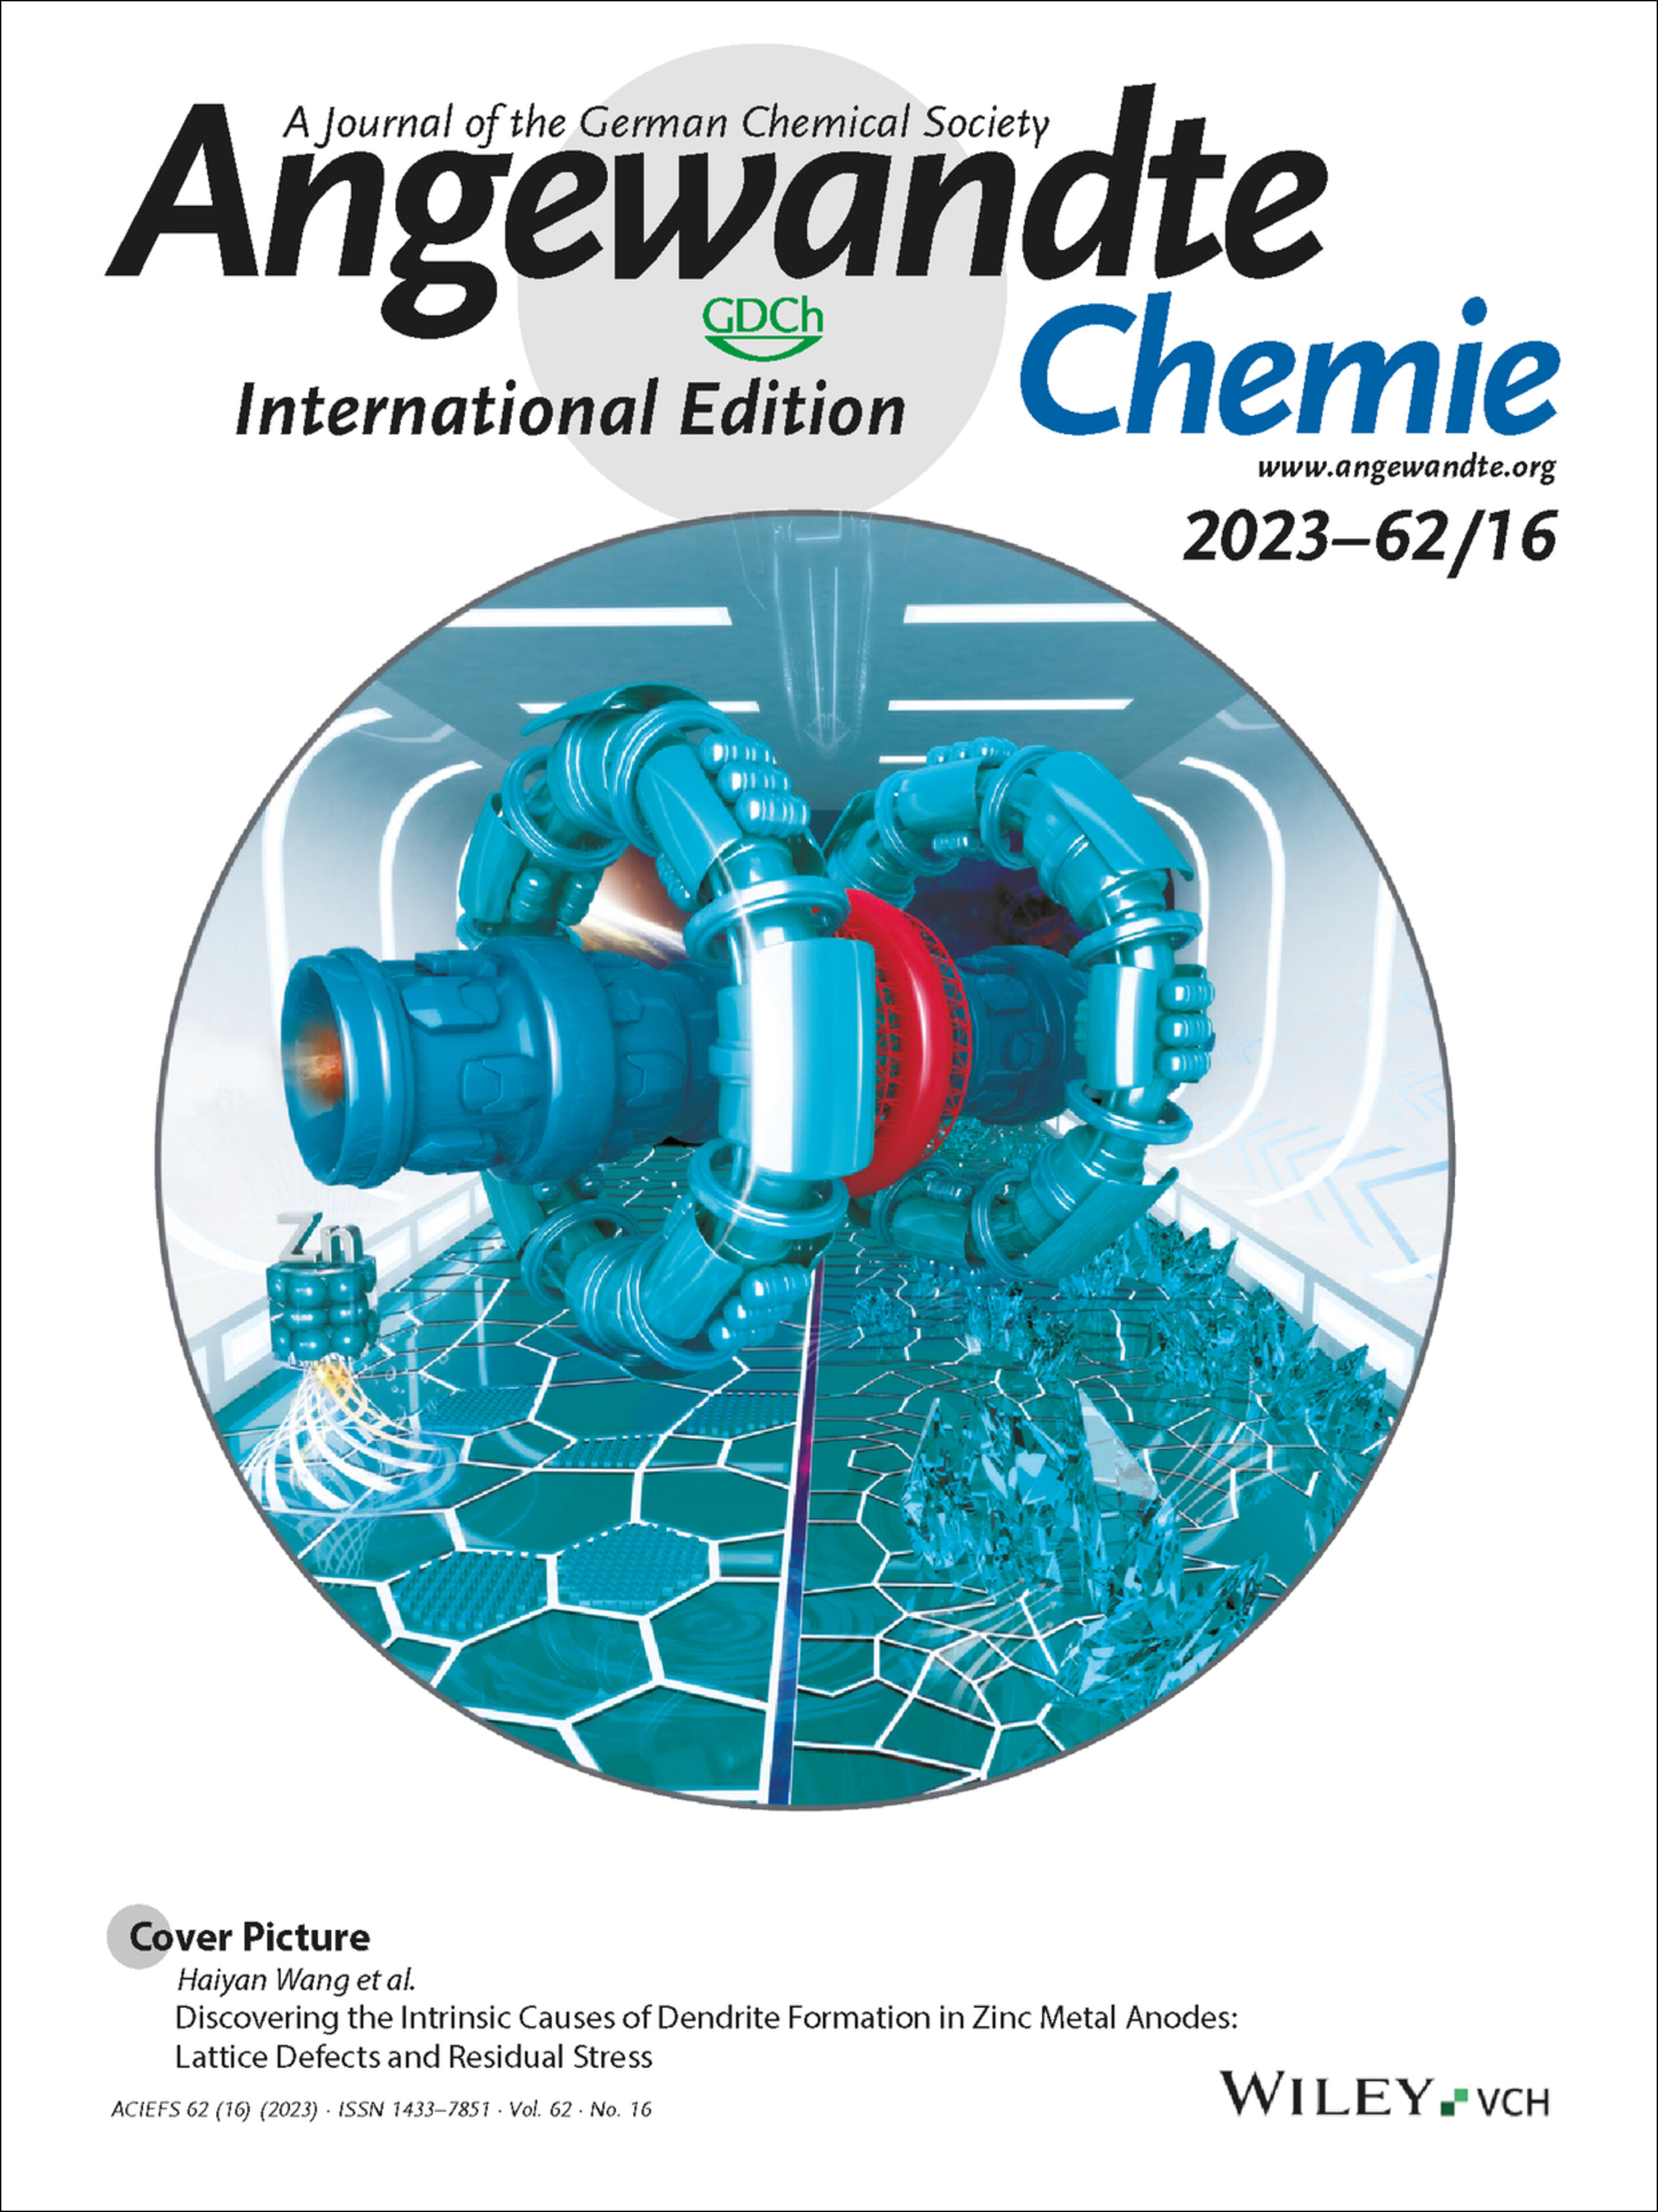 A Journal of the German Chemical Society
Angewandte
GDCh
Chemie
International Edition
www.angewandte.org
2023–62/16
Zn
Cover Picture
Haiyan Wang et al.
Discovering the Intrinsic Causes of Dendrite Formation in Zinc Metal Anodes:
Lattice Defects and Residual Stress
ACIEFS 62 (16) (2023) · ISSN 1433–7851 · Vol. 62 · No. 16
WILEY VCH